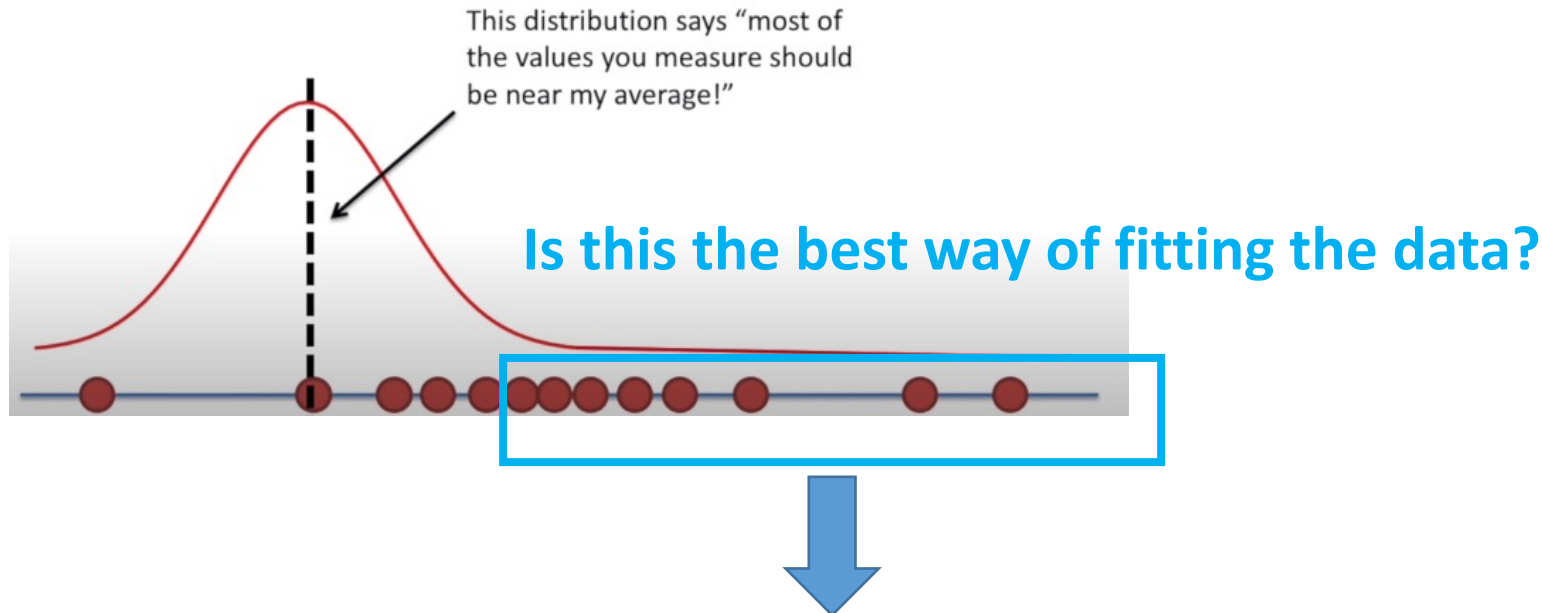 This distribution says “most of
the values you measure should
be near my average!”
Is this the best way of fitting the data?